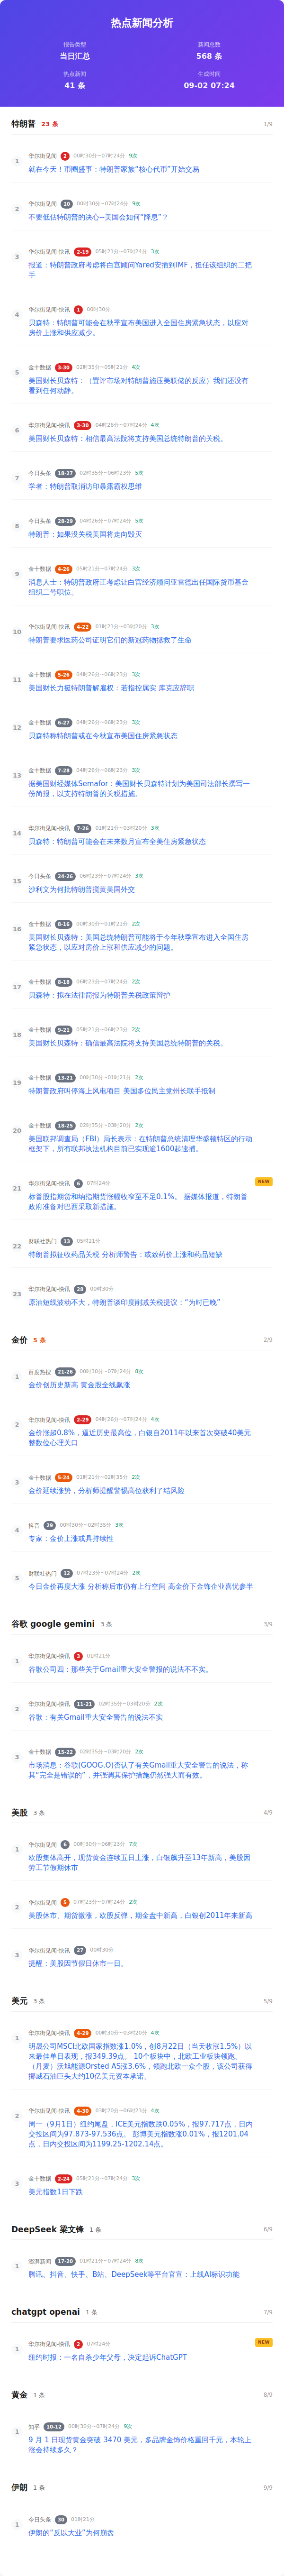 热点新闻分析
报告类型
当日汇总
新闻总数
568 条
热点新闻
41 条
生成时间
09-02 07:24
特朗普 23 条 1/9
1
华尔街见闻 2 00时30分~07时24分 9次
就在今天！币圈盛事：特朗普家族“核心代币”开始交易
2
华尔街见闻 10 00时30分~07时24分 9次
不要低估特朗普的决心--美国会如何“降息”？
3
华尔街见闻-快讯 2-19 05时21分~07时24分 3次
报道：特朗普政府考虑将白宫顾问Yared安插到IMF，担任该组织的二把
手
4
华尔街见闻-快讯 1 00时30分
贝森特：特朗普可能会在秋季宣布美国进入全国住房紧急状态，以应对
房价上涨和供应减少。
5
金十数据 3-30 02时35分~05时21分 4次
美国财长贝森特：（置评市场对特朗普施压美联储的反应）我们还没有
看到任何动静。
6
华尔街见闻-快讯 3-30 04时26分~07时24分 4次
美国财长贝森特：相信最高法院将支持美国总统特朗普的关税。
7
今日头条 18-27 02时35分~06时23分 5次
学者：特朗普取消访印暴露霸权思维
8
今日头条 28-29 04时26分~07时24分 5次
特朗普：如果没关税美国将走向毁灭
9
金十数据 4-26 05时21分~07时24分 3次
消息人士：特朗普政府正考虑让白宫经济顾问亚雷德出任国际货币基金
组织二号职位。
10
华尔街见闻-快讯 4-22 01时21分~03时20分 3次
特朗普要求医药公司证明它们的新冠药物拯救了生命
11
金十数据 5-26 04时26分~06时23分 3次
美国财长力挺特朗普解雇权：若指控属实 库克应辞职
12
金十数据 6-27 04时26分~06时23分 3次
贝森特称特朗普或在今秋宣布美国住房紧急状态
13
金十数据 7-28 04时26分~06时23分 3次
据美国财经媒体Semafor：美国财长贝森特计划为美国司法部长撰写一
份简报，以支持特朗普的关税措施。
14
华尔街见闻-快讯 7-26 01时21分~03时20分 3次
贝森特：特朗普可能会在未来数月宣布全美住房紧急状态
15
今日头条 24-26 06时23分~07时24分 3次
沙利文为何批特朗普搅黄美国外交
16
金十数据 8-16 00时30分~01时21分 2次
美国财长贝森特：美国总统特朗普可能将于今年秋季宣布进入全国住房
紧急状态，以应对房价上涨和供应减少的问题。
17
金十数据 8-18 06时23分~07时24分 2次
贝森特：拟在法律简报为特朗普关税政策辩护
18
金十数据 9-21 05时21分~06时23分 2次
美国财长贝森特：确信最高法院将支持美国总统特朗普的关税。
19
金十数据 13-21 00时30分~01时21分 2次
特朗普政府叫停海上风电项目 美国多位民主党州长联手抵制
20
金十数据 18-25 02时35分~03时20分 2次
美国联邦调查局（FBI）局长表示：在特朗普总统清理华盛顿特区的行动
框架下，所有联邦执法机构目前已实现逾1600起逮捕。
21
华尔街见闻-快讯 6 07时24分 NEW
标普股指期货和纳指期货涨幅收窄至不足0.1%。 据媒体报道，特朗普
政府准备对巴西采取新措施。
22
财联社热门 13 05时21分
特朗普拟征收药品关税 分析师警告：或致药价上涨和药品短缺
23
华尔街见闻-快讯 28 00时30分
原油短线波动不大，特朗普谈印度削减关税提议：“为时已晚”
金价 5 条 2/9
1
百度热搜 21-26 00时30分~07时24分 8次
金价创历史新高 黄金股全线飙涨
2
华尔街见闻-快讯 2-29 04时26分~07时24分 4次
金价涨超0.8%，逼近历史最高位，白银自2011年以来首次突破40美元
整数位心理关口
3
金十数据 5-24 01时21分~02时35分 2次
金价延续涨势，分析师提醒警惕高位获利了结风险
4
抖音 29 00时30分~02时35分 3次
专家：金价上涨或具持续性
5
财联社热门 12 07时23分~07时24分 2次
今日金价再度大涨 分析称后市仍有上行空间 高金价下金饰企业喜忧参半
谷歌 google gemini 3 条 3/9
1
华尔街见闻-快讯 3 01时21分
谷歌公司四：那些关于Gmail重大安全警报的说法不不实。
2
华尔街见闻-快讯 11-21 02时35分~03时20分 2次
谷歌：有关Gmail重大安全警告的说法不实
3
金十数据 15-22 02时35分~03时20分 2次
市场消息：谷歌(GOOG.O)否认了有关Gmail重大安全警告的说法，称
其“完全是错误的”，并强调其保护措施仍然强大而有效。
美股 3 条 4/9
1
华尔街见闻 6 00时30分~06时23分 7次
欧股集体高开，现货黄金连续五日上涨，白银飙升至13年新高，美股因
劳工节假期休市
2
华尔街见闻 5 07时23分~07时24分 2次
美股休市、期货微涨，欧股反弹，期金盘中新高，白银创2011年来新高
3
华尔街见闻-快讯 27 00时30分
提醒：美股因节假日休市一日。
美元 3 条 5/9
1
华尔街见闻-快讯 4-29 00时30分~03时20分 4次
明晟公司MSCI北欧国家指数涨1.0%，创8月22日（当天收涨1.5%）以
来最佳单日表现，报349.39点。 10个板块中，北欧工业板块领跑。
（丹麦）沃旭能源Orsted AS涨3.6%，领跑北欧一众个股，该公司获得
挪威石油巨头大约10亿美元资本承诺。
2
华尔街见闻-快讯 4-30 03时20分~06时23分 4次
周一（9月1日）纽约尾盘，ICE美元指数跌0.05%，报97.717点，日内
交投区间为97.873-97.536点。 彭博美元指数涨0.01%，报1201.04
点，日内交投区间为1199.25-1202.14点。
3
金十数据 2-24 05时21分~07时24分 3次
美元指数1日下跌
DeepSeek 梁文锋 1 条 6/9
1
澎湃新闻 17-20 01时21分~07时24分 8次
腾讯、抖音、快手、B站、DeepSeek等平台官宣：上线AI标识功能
chatgpt openai 1 条 7/9
1
华尔街见闻-快讯 2 07时24分 NEW
纽约时报：一名自杀少年父母，决定起诉ChatGPT
黄金 1 条 8/9
1
知乎 10-12 00时30分~07时24分 9次
9 月 1 日现货黄金突破 3470 美元，多品牌金饰价格重回千元，本轮上
涨会持续多久？
伊朗 1 条 9/9
1
今日头条 30 01时21分
伊朗的“反以大业”为何崩盘